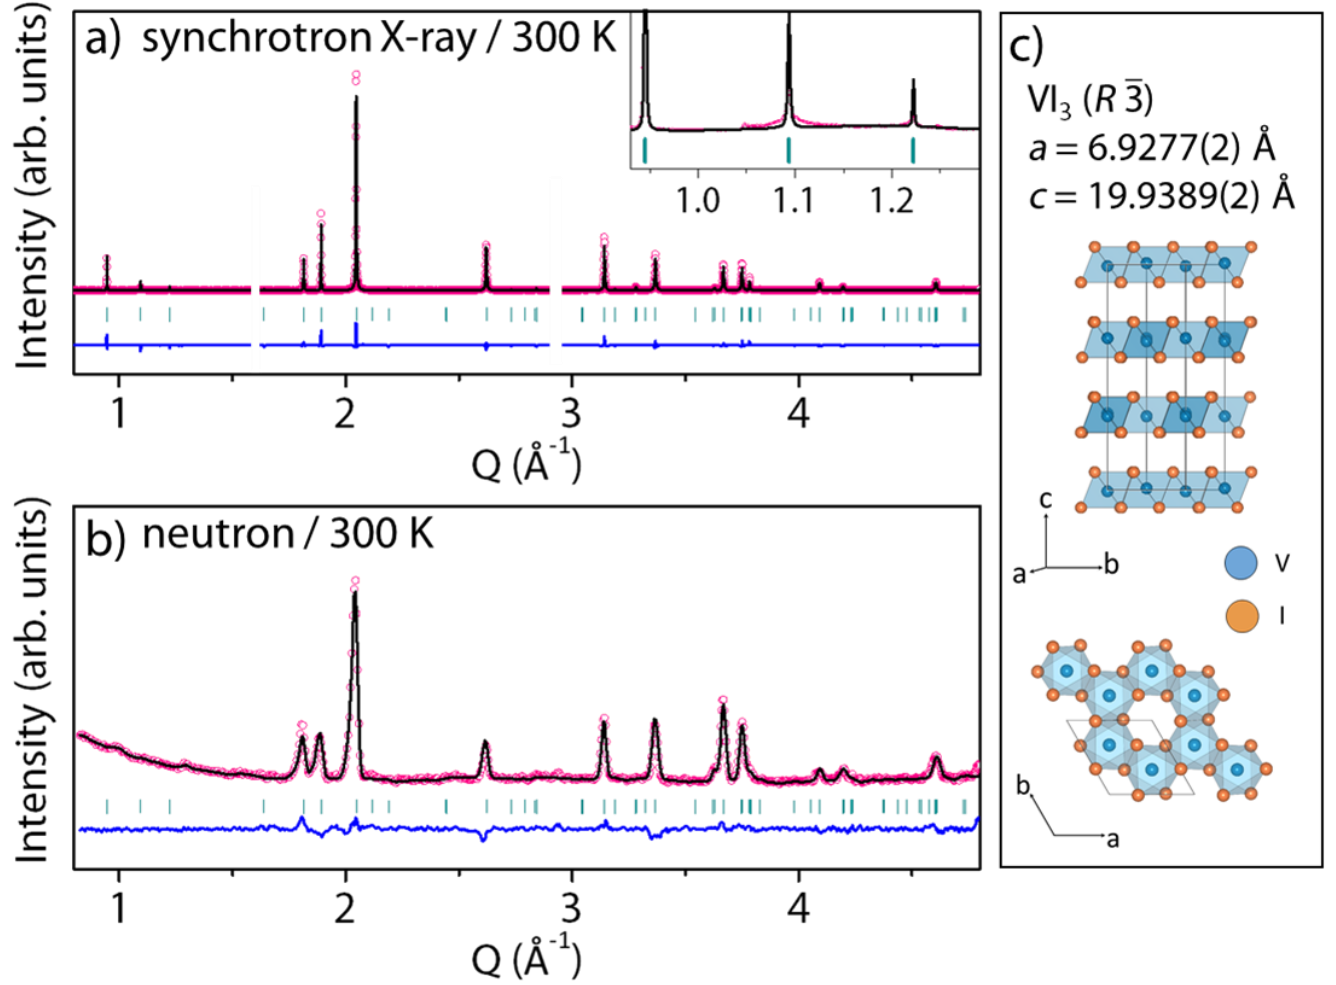 a) synchrotron X-ray / 300 K
Intensity (arb. units)
1.0 1.1 1.2
1 2 3 4
Q (Å⁻¹)
b) neutron / 300 K
Intensity (arb. units)
1 2 3 4
Q (Å⁻¹)
c)
VI₃ (R 3̅)
a = 6.9277(2) Å
c = 19.9389(2) Å
c
a b
V
I
b
a